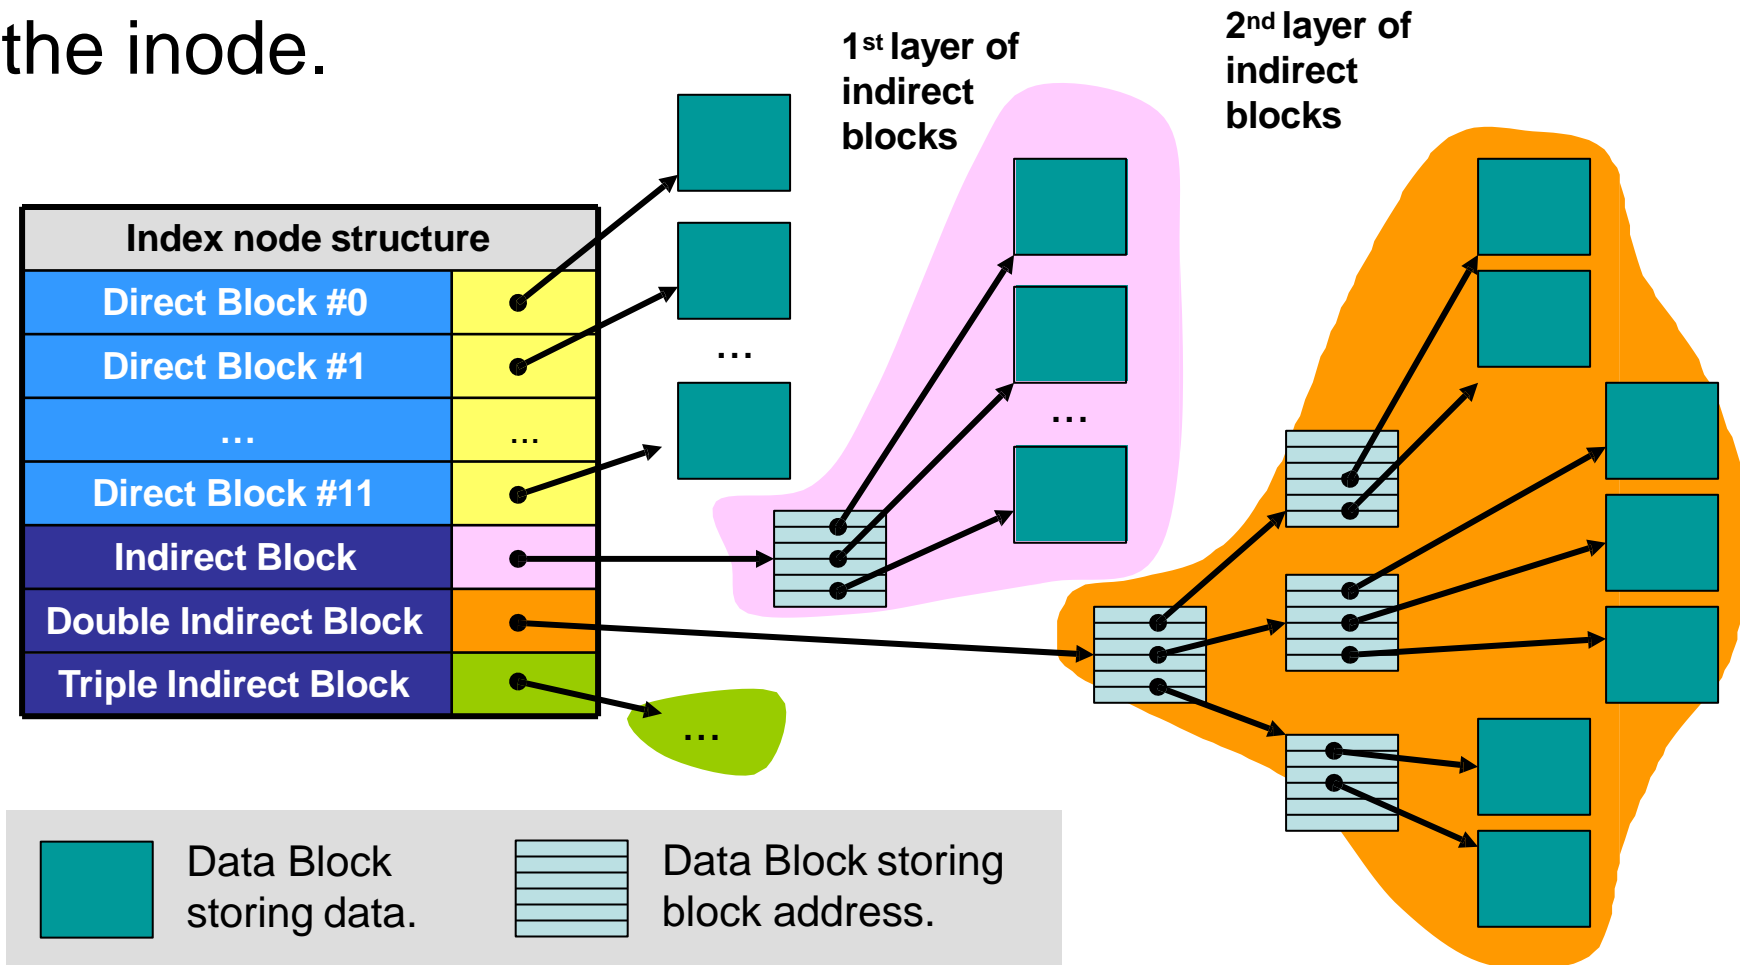 the inode.
1st layer of
indirect
blocks
2nd layer of
indirect
blocks
Index node structure
Direct Block #0
Direct Block #1
...
... ...
Direct Block #11
...
Indirect Block
Double Indirect Block
Triple Indirect Block
...
Data Block
storing data.
Data Block storing
block address.